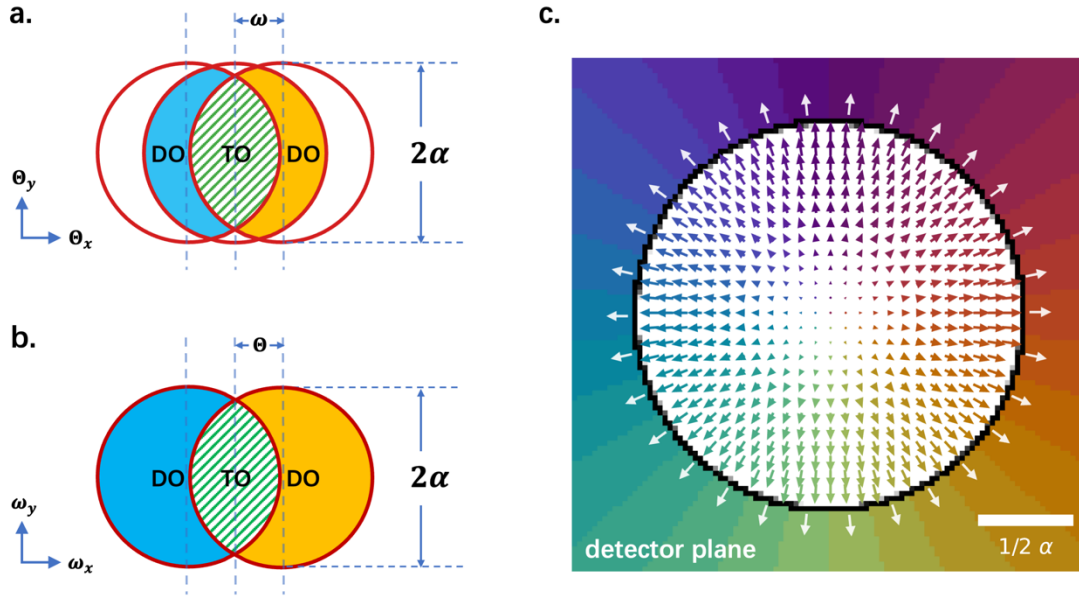 a.
ω
DO
TO
DO
2α
Θy
Θx
b.
Θ
DO
TO
DO
2α
ωy
ωx
c.
detector plane
1/2 α